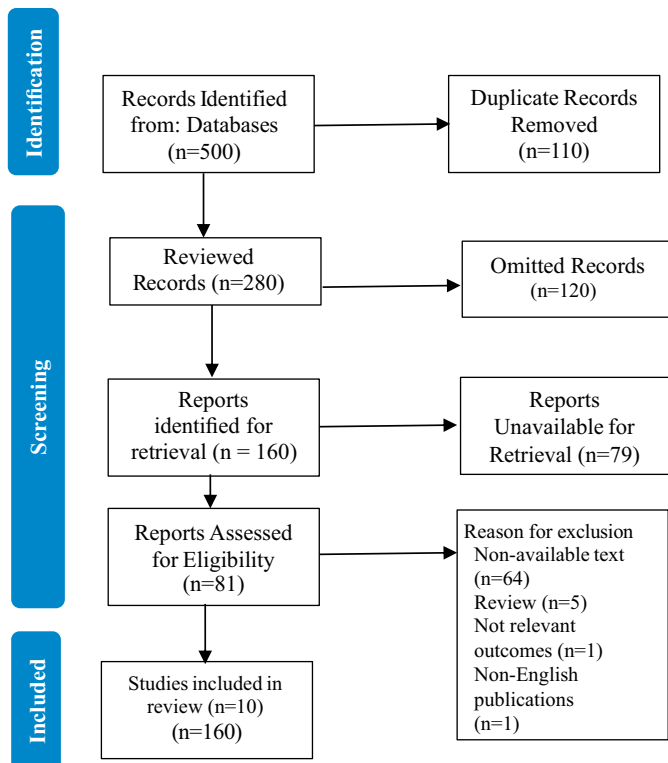 Identification
Records Identified
from: Databases
(n=500)
Duplicate Records
Removed
(n=110)
Screening
Reviewed
Records (n=280)
Omitted Records
(n=120)
Reports
identified for
retrieval (n = 160)
Reports
Unavailable for
Retrieval (n=79)
Reports Assessed
for Eligibility
(n=81)
Reason for exclusion
Non-available text
(n=64)
Review (n=5)
Not relevant
outcomes (n=1)
Non-English
publications
(n=1)
Included
Studies included in
review (n=10)
(n=160)